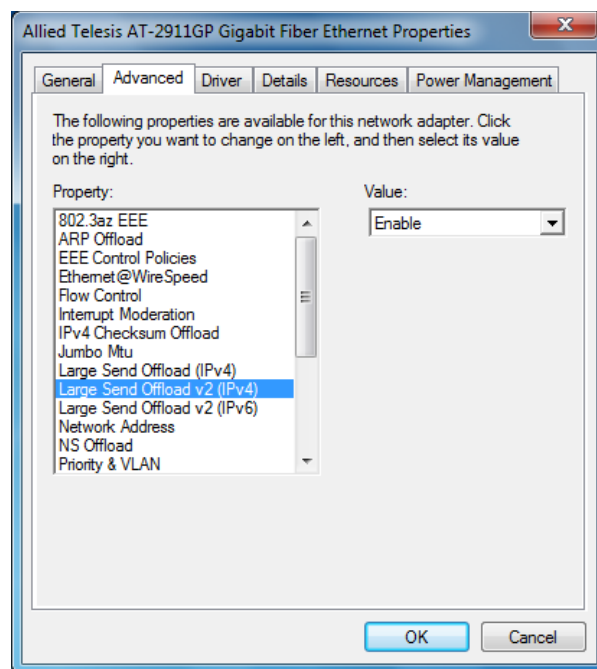 Allied Telesis AT-2911GP Gigabit Fiber Ethernet Properties
General Advanced Driver Details Resources Power Management
The following properties are available for this network adapter. Click
the property you want to change on the left, and then select its value
on the right.
Property: Value:
802.3az EEE Enable
ARP Offload
EEE Control Policies
Ethernet@WireSpeed
Flow Control
Interrupt Moderation
IPv4 Checksum Offload
Jumbo Mtu
Large Send Offload (IPv4)
Large Send Offload v2 (IPv4)
Large Send Offload v2 (IPv6)
Network Address
NS Offload
Priority & VLAN
OK Cancel